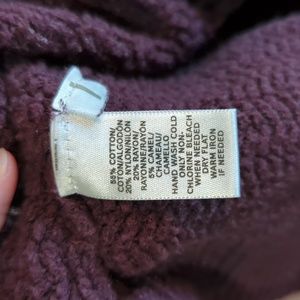 55% COTTON/
COTON/ALGODÓN
20% NYLON/NILON
20% RAYON/
RAYONNE/RAYON
5% CAMEL/
CHAMEAU/
CAMELLO
HAND WASH COLD
ONLY NON-
CHLORINE BLEACH
WHEN NEEDED
DRY FLAT
WARM IRON
IF NEEDED